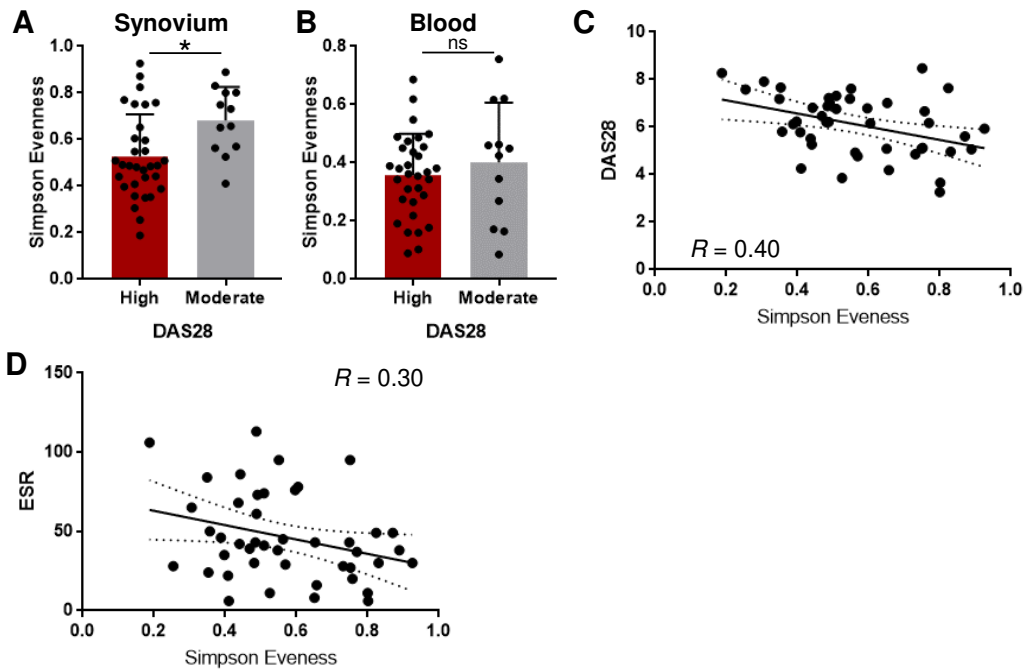 A Synovium
Simpson Evenness
1.0
0.8
0.6
0.4
0.2
0.0
*
High Moderate
DAS28
B Blood
Simpson Evenness
0.8
0.6
0.4
0.2
0.0
ns
High Moderate
DAS28
C
DAS28
10
8
6
4
2
0
R = 0.40
0.0 0.2 0.4 0.6 0.8 1.0
Simpson Eveness
D
ESR
150
100
50
0
R = 0.30
0.0 0.2 0.4 0.6 0.8 1.0
Simpson Eveness